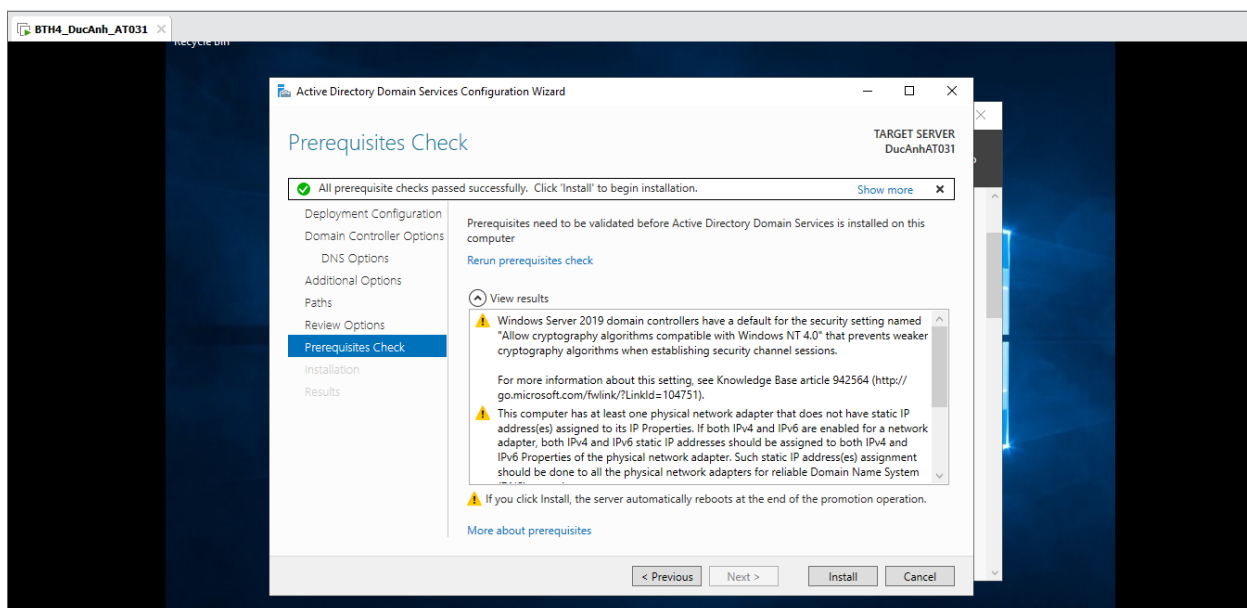 BTH4_DucAnh_AT031
Recycle Bin
Active Directory Domain Services Configuration Wizard
Prerequisites Check
TARGET SERVER
DucAnhAT031
All prerequisite checks passed successfully. Click 'Install' to begin installation.
Show more
Deployment Configuration
Domain Controller Options
DNS Options
Additional Options
Paths
Review Options
Prerequisites Check
Installation
Results
Prerequisites need to be validated before Active Directory Domain Services is installed on this
computer
Rerun prerequisites check
View results
Windows Server 2019 domain controllers have a default for the security setting named
"Allow cryptography algorithms compatible with Windows NT 4.0" that prevents weaker
cryptography algorithms when establishing security channel sessions.
For more information about this setting, see Knowledge Base article 942564 (http://
go.microsoft.com/fwlink/?LinkId=104751).
This computer has at least one physical network adapter that does not have static IP
address(es) assigned to its IP Properties. If both IPv4 and IPv6 are enabled for a network
adapter, both IPv4 and IPv6 static IP addresses should be assigned to both IPv4 and
IPv6 Properties of the physical network adapter. Such static IP address(es) assignment
should be done to all the physical network adapters for reliable Domain Name System
If you click Install, the server automatically reboots at the end of the promotion operation.
More about prerequisites
< Previous
Next >
Install
Cancel